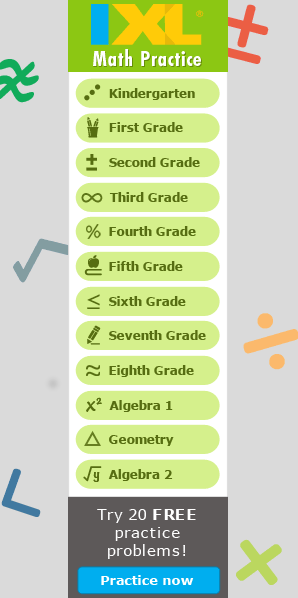 IXL®
Math Practice
Kindergarten
First Grade
± Second Grade
∞ Third Grade
% Fourth Grade
Fifth Grade
≤ Sixth Grade
Seventh Grade
≈ Eighth Grade
x² Algebra 1
△ Geometry
√y Algebra 2
Try 20 FREE
practice
problems!
Practice now